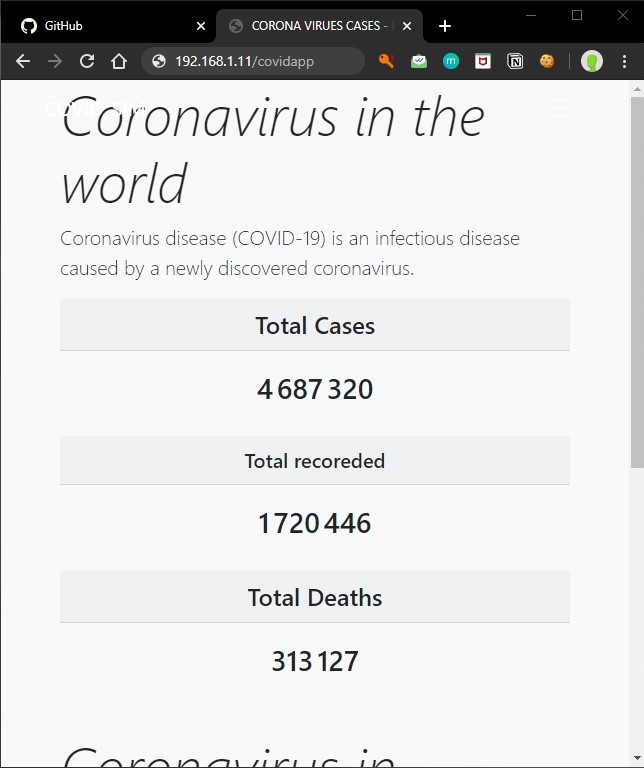 GitHub
CORONA VIRUES CASES -
192.168.1.11/covidapp
Coronavirus in the
world
Coronavirus disease (COVID-19) is an infectious disease
caused by a newly discovered coronavirus.
Total Cases
4 687 320
Total recoreded
1 720 446
Total Deaths
313 127
Coronavirus in